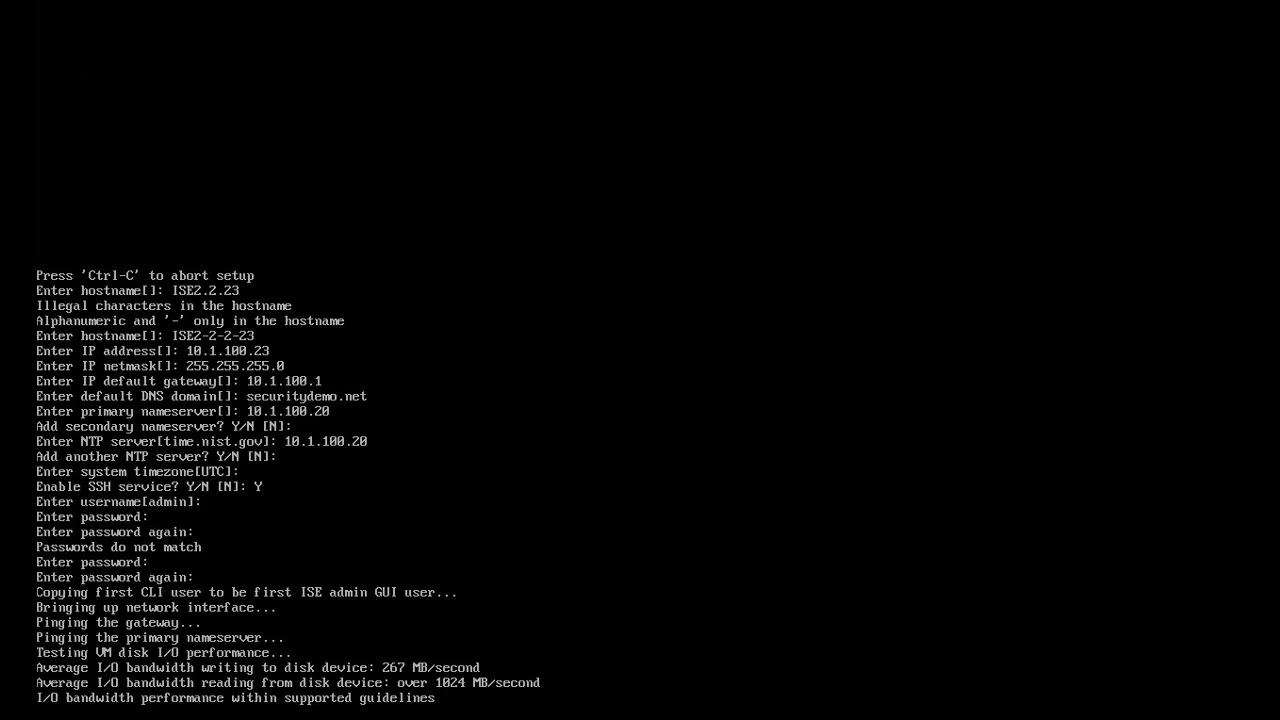 Press 'Ctrl-C' to abort setup
Enter hostname[]: ISE2.2.23
Illegal characters in the hostname
Alphanumeric and '-' only in the hostname
Enter hostname[]: ISE2-2-2-23
Enter IP address[]: 10.1.100.23
Enter IP netmask[]: 255.255.255.0
Enter IP default gateway[]: 10.1.100.1
Enter default DNS domain[]: securitydemo.net
Enter primary nameserver[]: 10.1.100.20
Add secondary nameserver? Y/N [N]:
Enter NTP server[time.nist.gov]: 10.1.100.20
Add another NTP server? Y/N [N]:
Enter system timezone[UTC]:
Enable SSH service? Y/N [N]: Y
Enter username[admin]:
Enter password:
Enter password again:
Passwords do not match
Enter password:
Enter password again:
Copying first CLI user to be first ISE admin GUI user...
Bringing up network interface...
Pinging the gateway...
Pinging the primary nameserver...
Testing VM disk I/O performance...
Average I/O bandwidth writing to disk device: 267 MB/second
Average I/O bandwidth reading from disk device: over 1024 MB/second
I/O bandwidth performance within supported guidelines